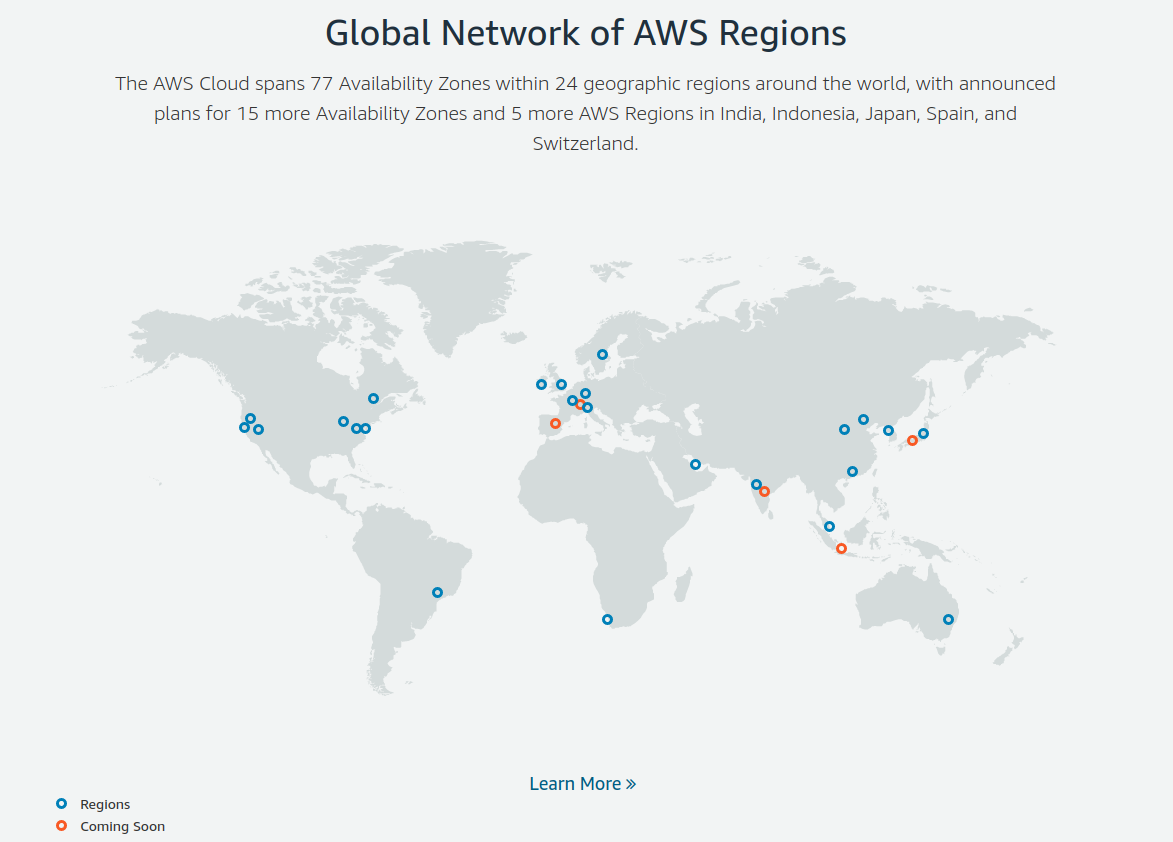 Global Network of AWS Regions
The AWS Cloud spans 77 Availability Zones within 24 geographic regions around the world, with announced
plans for 15 more Availability Zones and 5 more AWS Regions in India, Indonesia, Japan, Spain, and
Switzerland.
Learn More »
Regions
Coming Soon